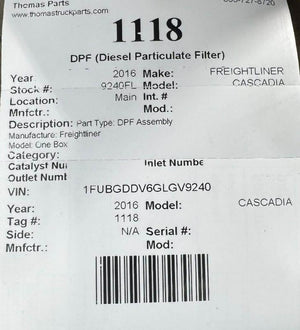 Thomas Parts
www.thomastruckparts.com
1118
DPF (Diesel Particulate Filter)
Year 2016 Make: FREIGHTLINER
Stock #: 9240FL Model: CASCADIA
Location: Main Int. #
Mnfctr.: Mod.:
Description: Part Type: DPF Assembly
Manufacture: Freightliner
Model: One Box
Category:
Catalyst Nu Inlet Numbe
Outlet Numb
VIN: 1FUBGDDV6GLGV9240
Year: 2016 Model: CASCADIA
Tag #: 1118
Side: N/A Serial #:
Mnfctr.: Mod: